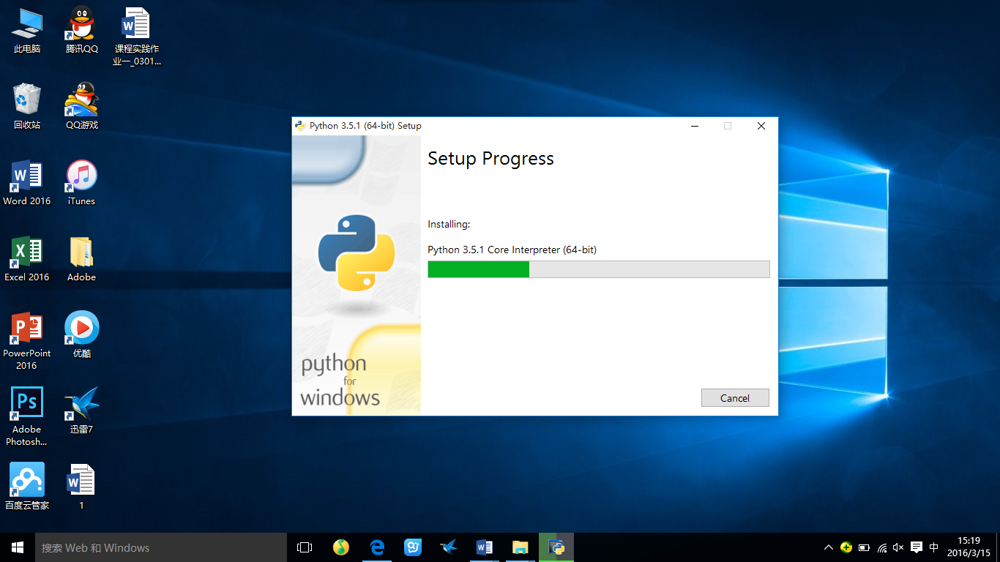 此电脑
腾讯QQ
课程实践作
业一_0301...
回收站
QQ游戏
Word 2016
iTunes
Excel 2016
Adobe
PowerPoint
2016
优酷
Adobe
Photosh...
迅雷7
百度云管家
1
Python 3.5.1 (64-bit) Setup
Setup Progress
Installing:
Python 3.5.1 Core Interpreter (64-bit)
python
for
windows
Cancel
搜索 Web 和 Windows
中
15:19
2016/3/15